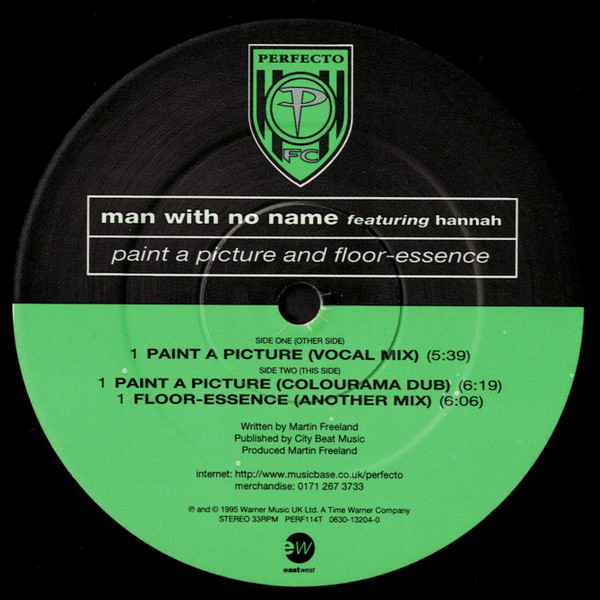 PERFECTO
P
FC
man with no name featuring hannah
paint a picture and floor-essence
SIDE ONE (OTHER SIDE)
1 PAINT A PICTURE (VOCAL MIX) (5:39)
SIDE TWO (THIS SIDE)
1 PAINT A PICTURE (COLOURAMA DUB) (6:19)
1 FLOOR-ESSENCE (ANOTHER MIX) (6:06)
Written by Martin Freeland
Published by City Beat Music
Produced Martin Freeland
internet: http://www.musicbase.co.uk/perfecto
merchandise: 0171 267 3733
℗ and © 1995 Warner Music UK Ltd. A Time Warner Company
STEREO 33RPM PERF114T 0630-13204-0
ew
eastwest